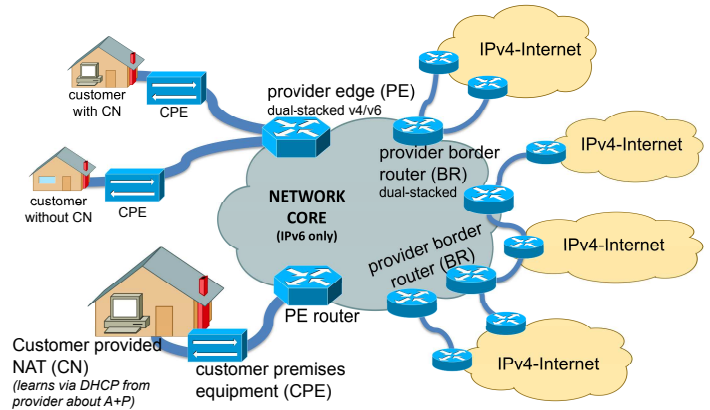 IPv4-Internet
customer
with CN
CPE
provider edge (PE)
dual-stacked v4/v6
provider border
router (BR)
dual-stacked
IPv4-Internet
customer
without CN
CPE
NETWORK
CORE
(IPv6 only)
provider border
router (BR)
IPv4-Internet
PE router
Customer provided
NAT (CN)
(learns via DHCP from
provider about A+P)
customer premises
equipment (CPE)
IPv4-Internet